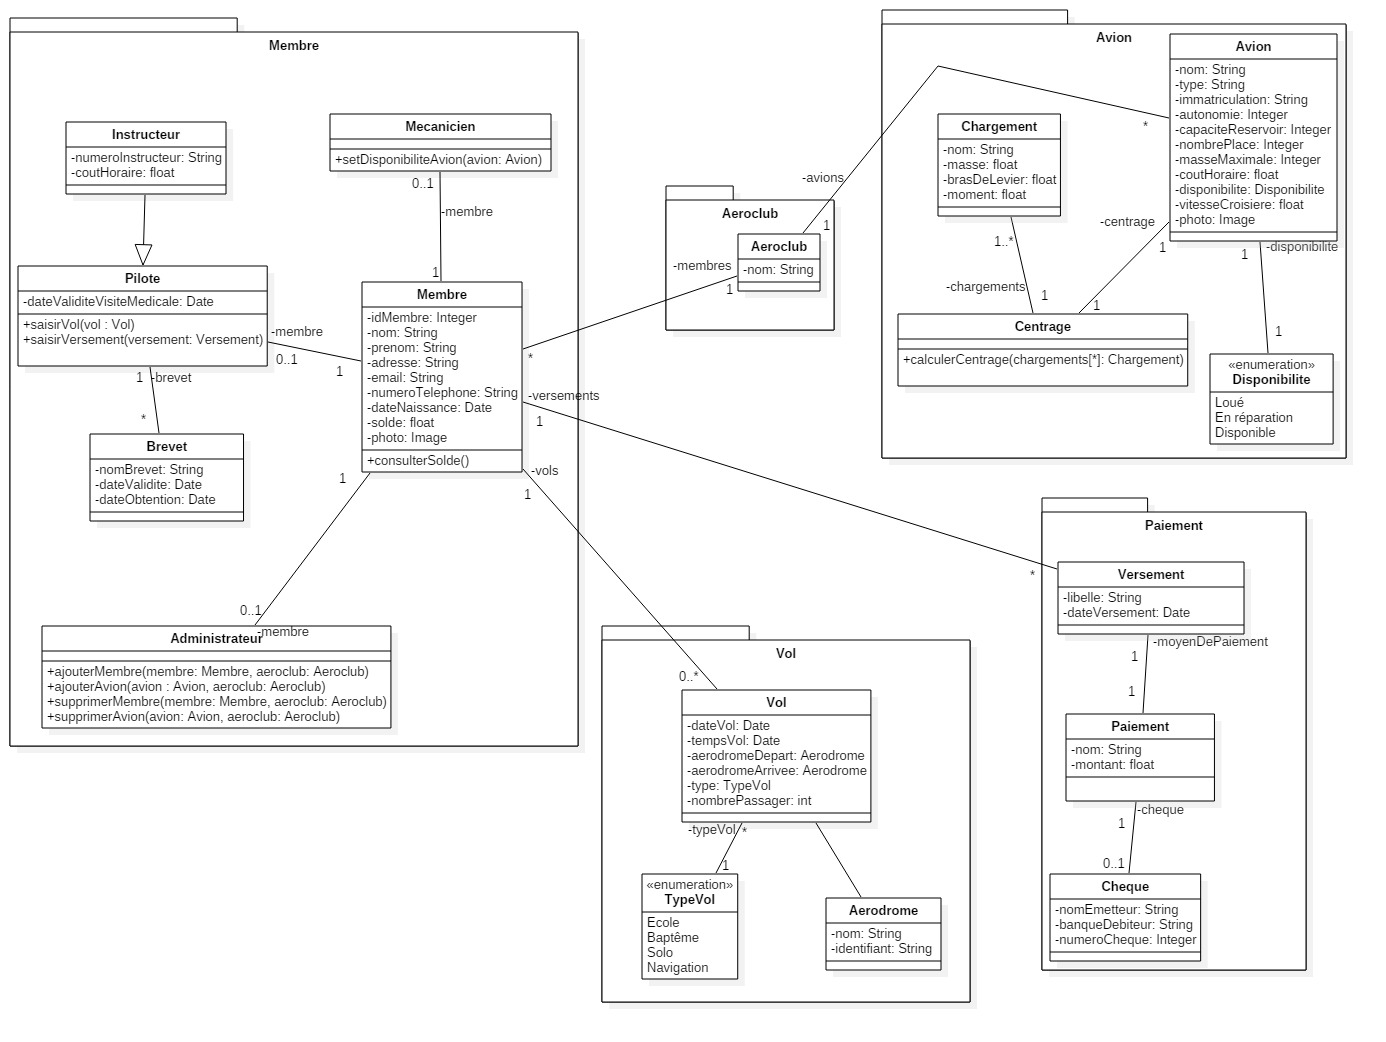 Membre
Instructeur
-numeroInstructeur: String
-coutHoraire: float
Mecanicien
+setDisponibiliteAvion(avion: Avion)
0..1
-membre
1
Pilote
-dateValiditeVisiteMedicale: Date
+saisirVol(vol : Vol)
+saisirVersement(versement: Versement)
-membre
0..1
1
1
-brevet
*
Brevet
-nomBrevet: String
-dateValidite: Date
-dateObtention: Date
Membre
-idMembre: Integer
-nom: String
-prenom: String
-adresse: String
-email: String
-numeroTelephone: String
-dateNaissance: Date
-solde: float
-photo: Image
+consulterSolde()
1
0..1
-membre
Administrateur
+ajouterMembre(membre: Membre, aeroclub: Aeroclub)
+ajouterAvion(avion : Avion, aeroclub: Aeroclub)
+supprimerMembre(membre: Membre, aeroclub: Aeroclub)
+supprimerAvion(avion: Avion, aeroclub: Aeroclub)
Aeroclub
Aeroclub
-nom: String
-avions
1
*
-membres
1
*
-versements
1
*
-vols
1
0..*
Avion
Avion
-nom: String
-type: String
-immatriculation: String
-autonomie: Integer
-capaciteReservoir: Integer
-nombrePlace: Integer
-masseMaximale: Integer
-coutHoraire: float
-disponibilite: Disponibilite
-vitesseCroisiere: float
-photo: Image
Chargement
-nom: String
-masse: float
-brasDeLevier: float
-moment: float
1..*
-chargements
1
-centrage
1
1
Centrage
+calculerCentrage(chargements[*]: Chargement)
-disponibilite
1
1
«enumeration»
Disponibilite
Loué
En réparation
Disponible
Paiement
Versement
-libelle: String
-dateVersement: Date
-moyenDePaiement
1
1
Paiement
-nom: String
-montant: float
-cheque
1
0..1
Cheque
-nomEmetteur: String
-banqueDebiteur: String
-numeroCheque: Integer
Vol
Vol
-dateVol: Date
-tempsVol: Date
-aerodromeDepart: Aerodrome
-aerodromeArrivee: Aerodrome
-type: TypeVol
-nombrePassager: int
-typeVol
*
1
«enumeration»
TypeVol
Ecole
Baptême
Solo
Navigation
Aerodrome
-nom: String
-identifiant: String